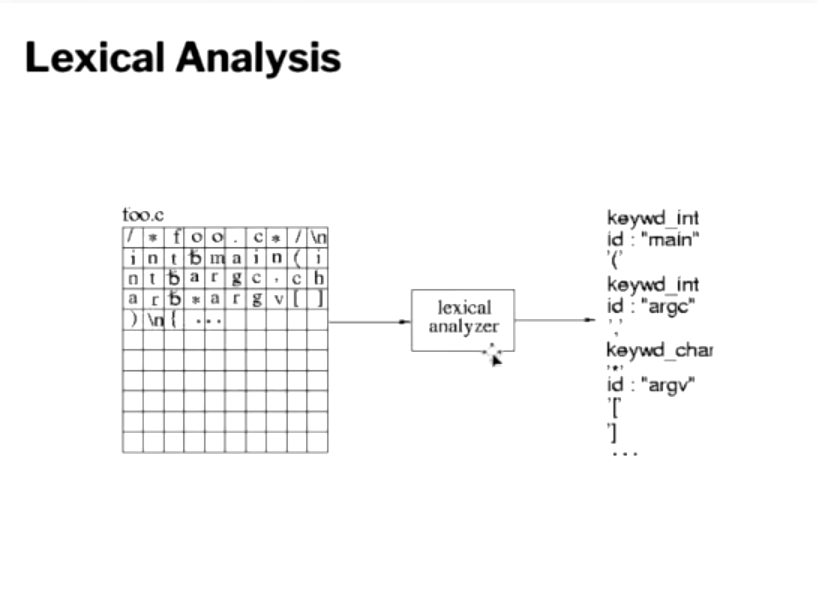 Lexical Analysis
foo.c
/ * f o o . c * / \n
i n t ƀ m a i n ( i
n t ƀ a r g c , c h
a r ƀ * a r g v [ ]
) \n { ...
lexical
analyzer
keywd_int
id : "main"
'('
keywd_int
id : "argc"
','
keywd_char
'*'
id : "argv"
'['
']
...